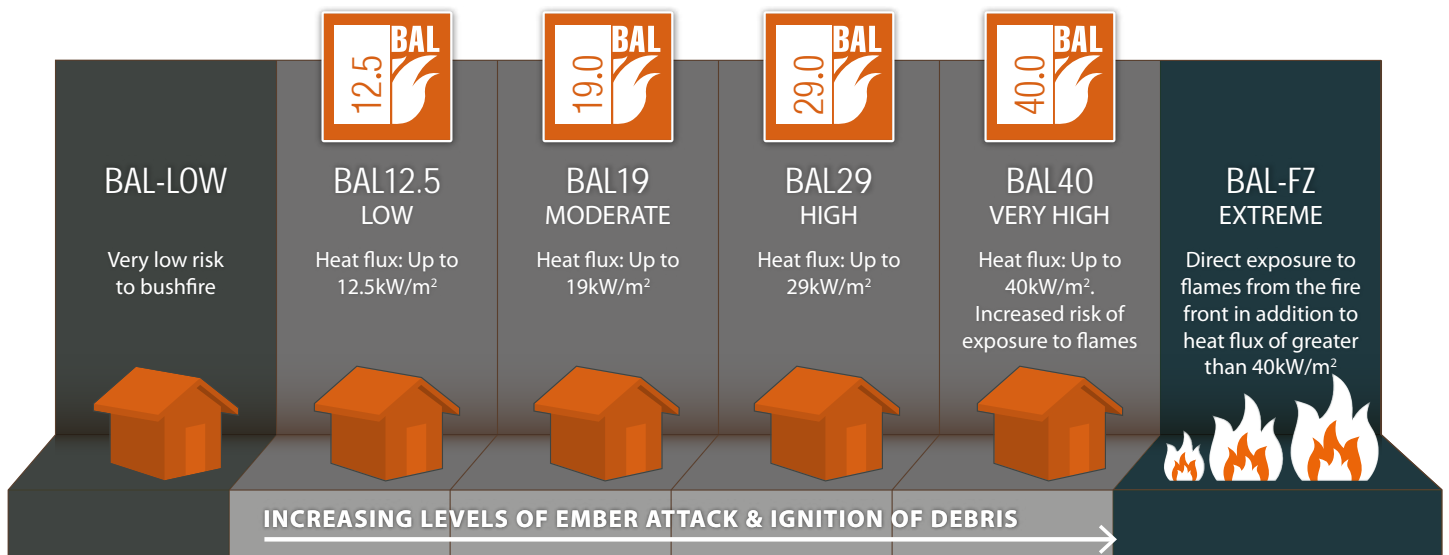 BAL
12.5
BAL
19.0
BAL
29.0
BAL
40.0
BAL-LOW
Very low risk
to bushfire
BAL12.5
LOW
Heat flux: Up to
12.5kW/m²
BAL19
MODERATE
Heat flux: Up to
19kW/m²
BAL29
HIGH
Heat flux: Up to
29kW/m²
BAL40
VERY HIGH
Heat flux: Up to
40kW/m².
Increased risk of
exposure to flames
BAL-FZ
EXTREME
Direct exposure to
flames from the fire
front in addition to
heat flux of greater
than 40kW/m²
INCREASING LEVELS OF EMBER ATTACK & IGNITION OF DEBRIS